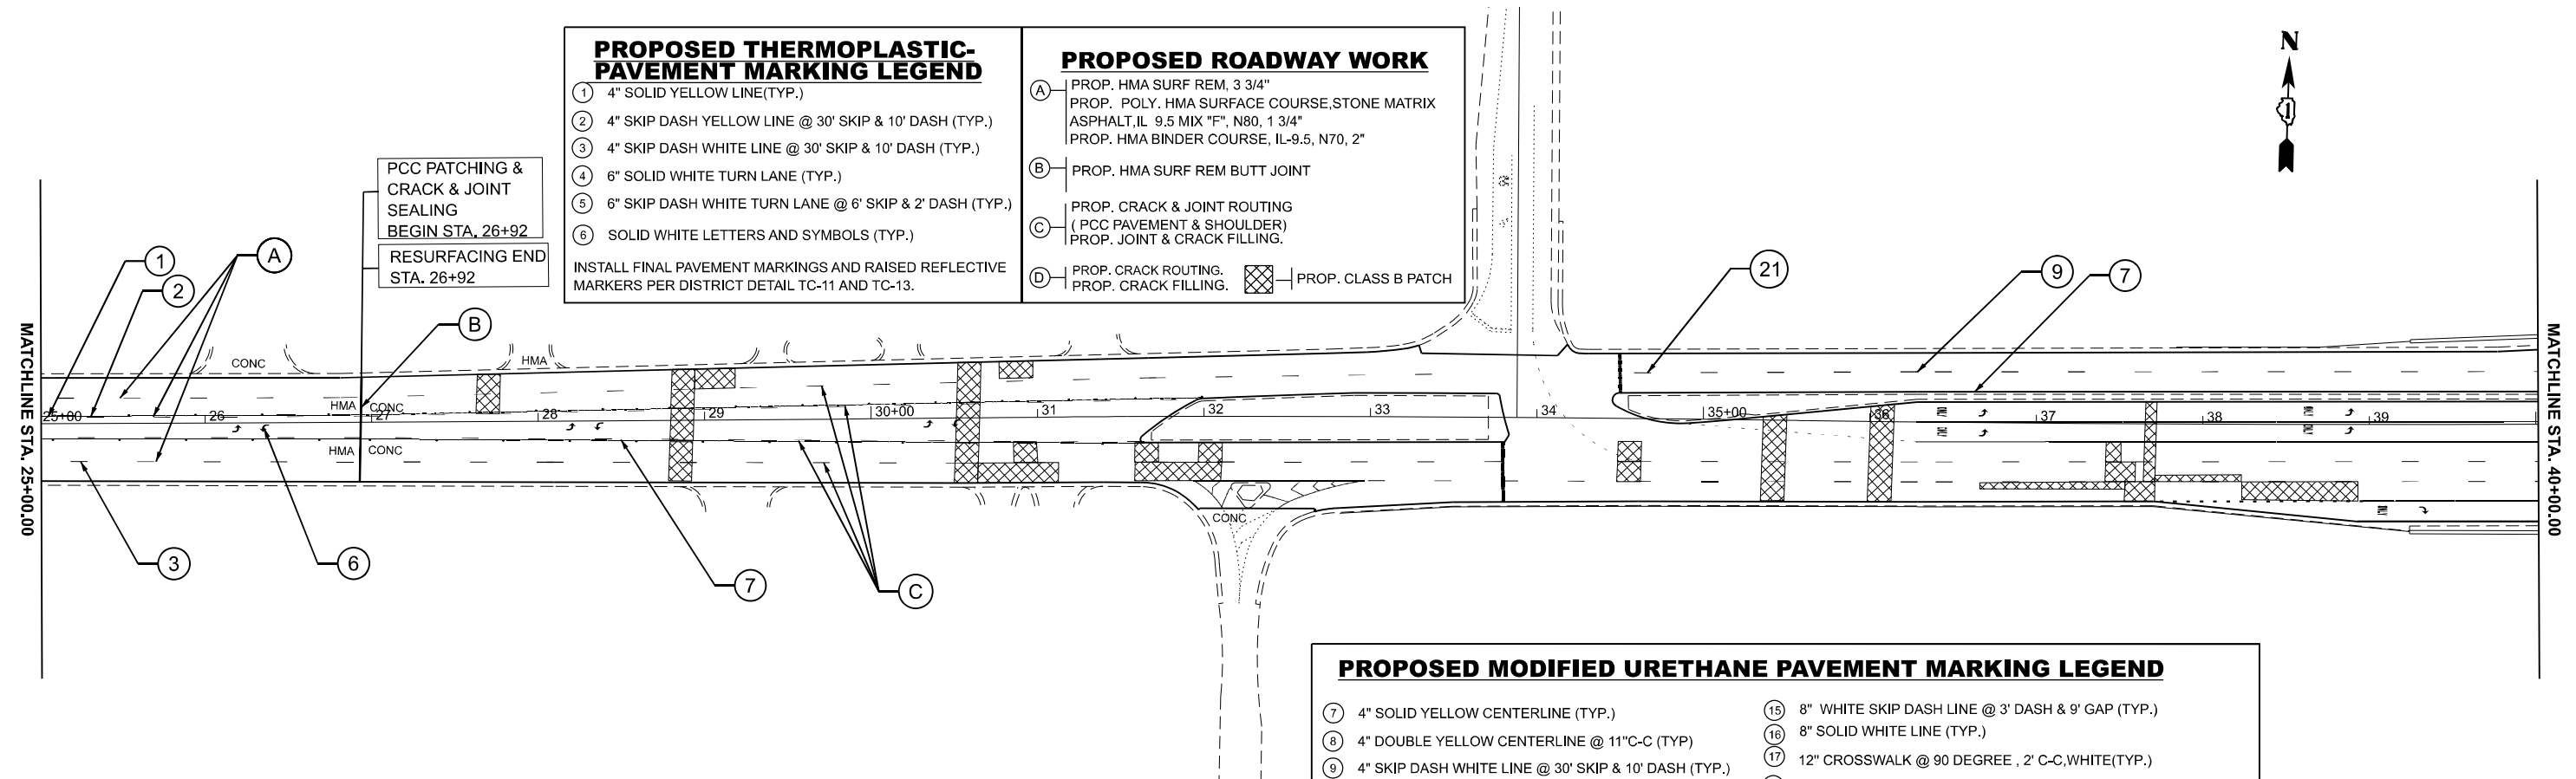 PROPOSED THERMOPLASTIC-
PAVEMENT MARKING LEGEND
1 4" SOLID YELLOW LINE(TYP.)
2 4" SKIP DASH YELLOW LINE @ 30' SKIP & 10' DASH (TYP.)
3 4" SKIP DASH WHITE LINE @ 30' SKIP & 10' DASH (TYP.)
4 6" SOLID WHITE TURN LANE (TYP.)
5 6" SKIP DASH WHITE TURN LANE @ 6' SKIP & 2' DASH (TYP.)
6 SOLID WHITE LETTERS AND SYMBOLS (TYP.)
INSTALL FINAL PAVEMENT MARKINGS AND RAISED REFLECTIVE
MARKERS PER DISTRICT DETAIL TC-11 AND TC-13.
PROPOSED ROADWAY WORK
A PROP. HMA SURF REM, 3 3/4"
PROP. POLY. HMA SURFACE COURSE,STONE MATRIX
ASPHALT,IL 9.5 MIX "F", N80, 1 3/4"
PROP. HMA BINDER COURSE, IL-9.5, N70, 2"
B PROP. HMA SURF REM BUTT JOINT
C PROP. CRACK & JOINT ROUTING
( PCC PAVEMENT & SHOULDER)
PROP. JOINT & CRACK FILLING.
D PROP. CRACK ROUTING.
PROP. CRACK FILLING.
PROP. CLASS B PATCH
N
1
PCC PATCHING &
CRACK & JOINT
SEALING
BEGIN STA. 26+92
RESURFACING END
STA. 26+92
1
2
A
B
21
9
7
MATCHLINE STA. 25+00.00
MATCHLINE STA. 40+00.00
CONC
HMA
HMA CONC
25+00 26 27 28 29 30+00 31 32 33 34 35+00 36 37 38 39
HMA CONC
CONC
3
6
7
C
PROPOSED MODIFIED URETHANE PAVEMENT MARKING LEGEND
7 4" SOLID YELLOW CENTERLINE (TYP.)
8 4" DOUBLE YELLOW CENTERLINE @ 11"C-C (TYP)
9 4" SKIP DASH WHITE LINE @ 30' SKIP & 10' DASH (TYP.)
15 8" WHITE SKIP DASH LINE @ 3' DASH & 9' GAP (TYP.)
16 8" SOLID WHITE LINE (TYP.)
17 12" CROSSWALK @ 90 DEGREE , 2' C-C,WHITE(TYP.)